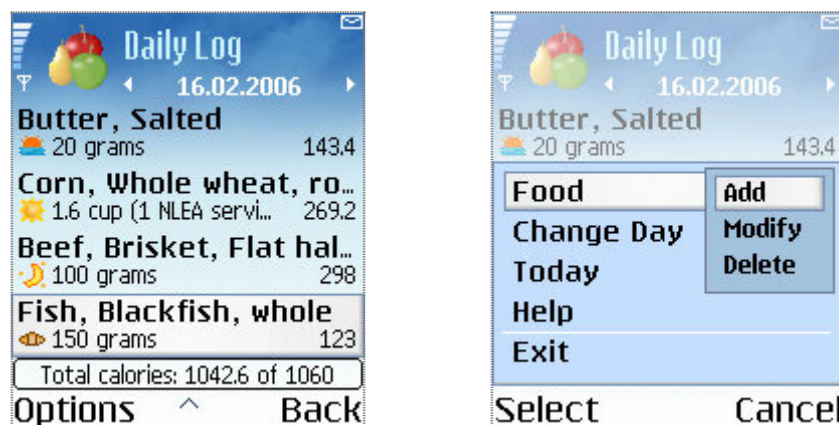 Daily Log
16.02.2006
Butter, Salted
20 grams 143.4
Corn, Whole wheat, ro...
1.6 cup (1 NLEA servi... 269.2
Beef, Brisket, Flat hal...
100 grams 298
Fish, Blackfish, whole
150 grams 123
Total calories: 1042.6 of 1060
Options Back
Daily Log
16.02.2006
Butter, Salted
20 grams 143.4
Food
Change Day
Today
Help
Exit
Add
Modify
Delete
Select Cancel